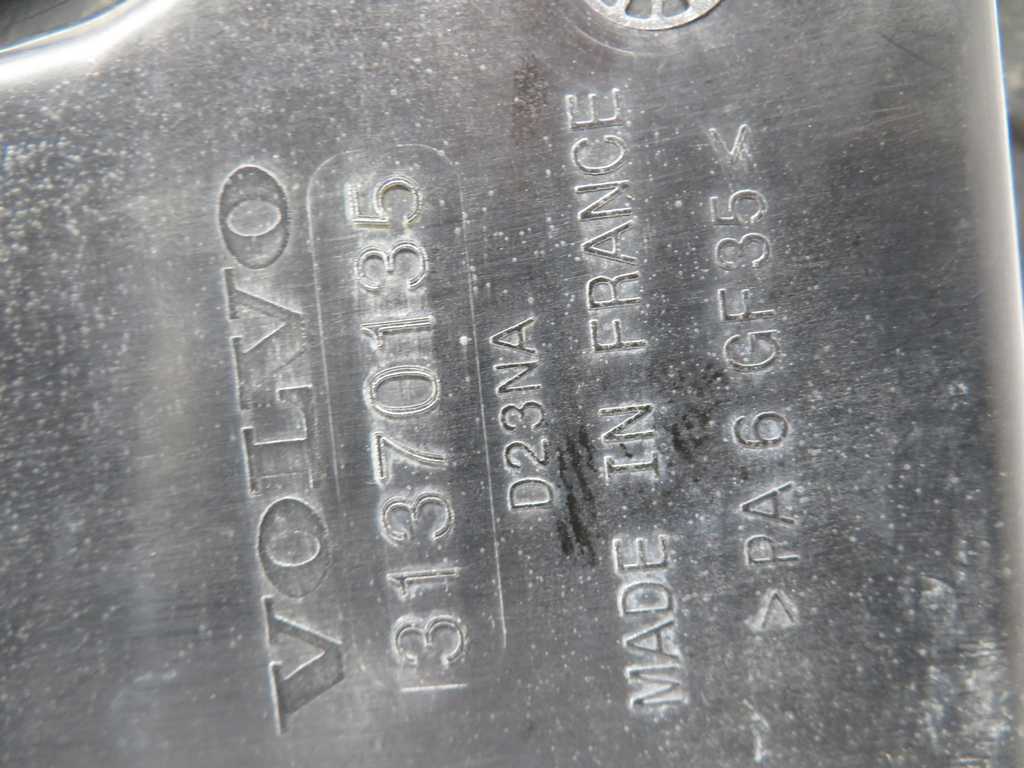 VOLVO
31370135
D23NA
MADE IN FRANCE
>PA 6 GF35<